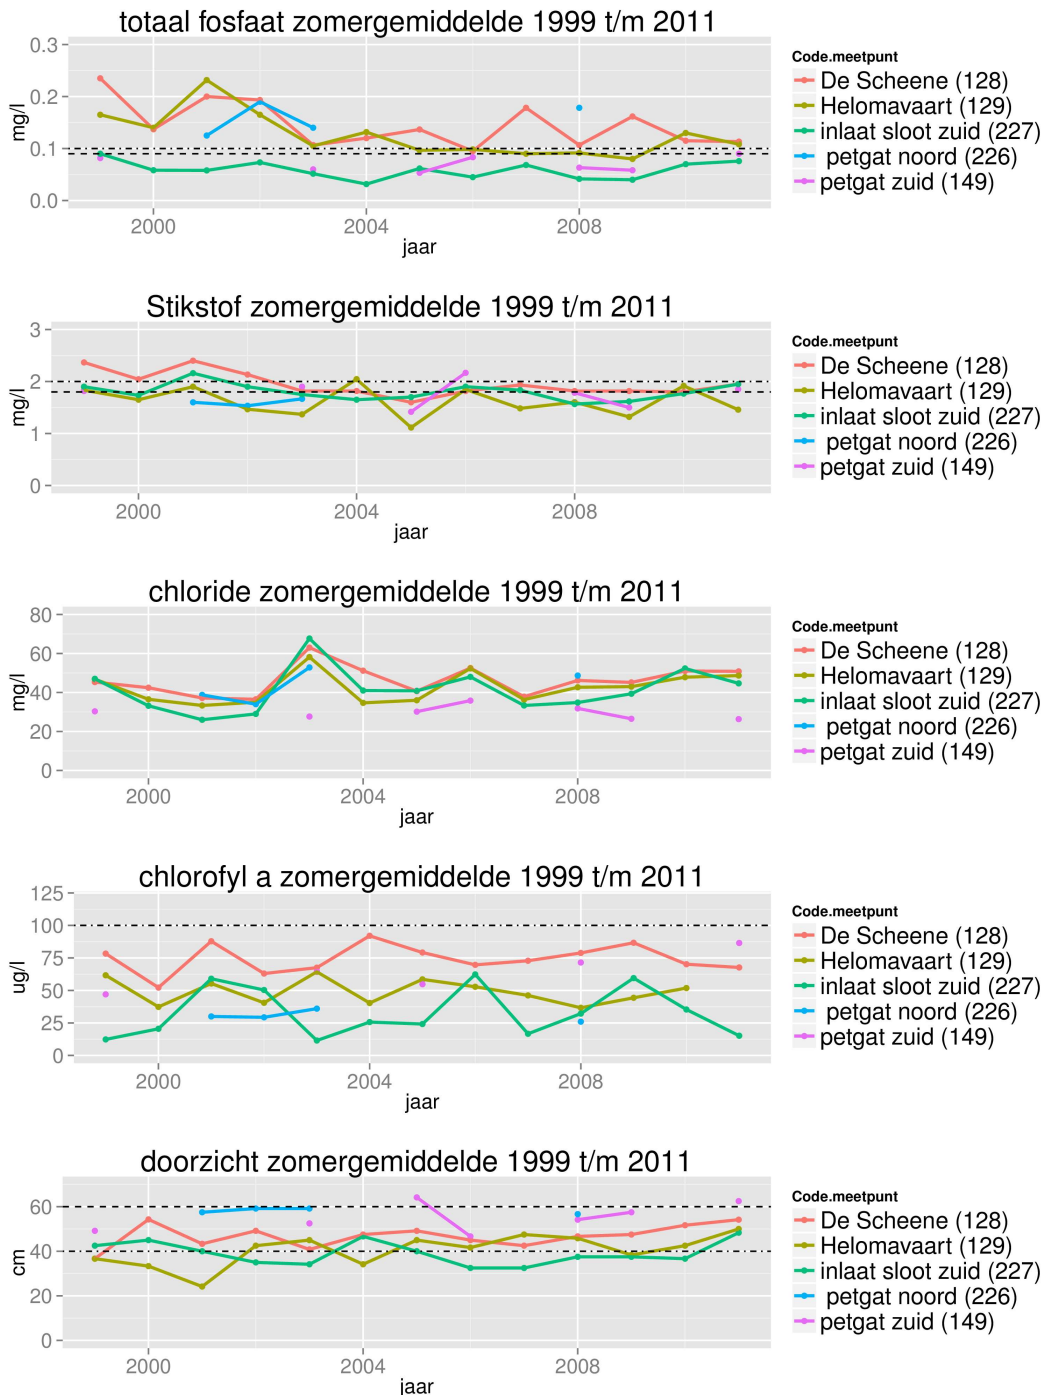 totaal fosfaat zomergemiddelde 1999 t/m 2011
0.3
0.2
0.1
0.0
mg/l
2000 2004 2008
jaar
Code.meetpunt
De Scheene (128)
Helomavaart (129)
inlaat sloot zuid (227)
petgat noord (226)
petgat zuid (149)
Stikstof zomergemiddelde 1999 t/m 2011
3
2
1
0
mg/l
2000 2004 2008
jaar
Code.meetpunt
De Scheene (128)
Helomavaart (129)
inlaat sloot zuid (227)
petgat noord (226)
petgat zuid (149)
chloride zomergemiddelde 1999 t/m 2011
80
60
40
20
0
mg/l
2000 2004 2008
jaar
Code.meetpunt
De Scheene (128)
Helomavaart (129)
inlaat sloot zuid (227)
petgat noord (226)
petgat zuid (149)
chlorofyl a zomergemiddelde 1999 t/m 2011
125
100
75
50
25
0
ug/l
2000 2004 2008
jaar
Code.meetpunt
De Scheene (128)
Helomavaart (129)
inlaat sloot zuid (227)
petgat noord (226)
petgat zuid (149)
doorzicht zomergemiddelde 1999 t/m 2011
60
40
20
0
cm
2000 2004 2008
jaar
Code.meetpunt
De Scheene (128)
Helomavaart (129)
inlaat sloot zuid (227)
petgat noord (226)
petgat zuid (149)